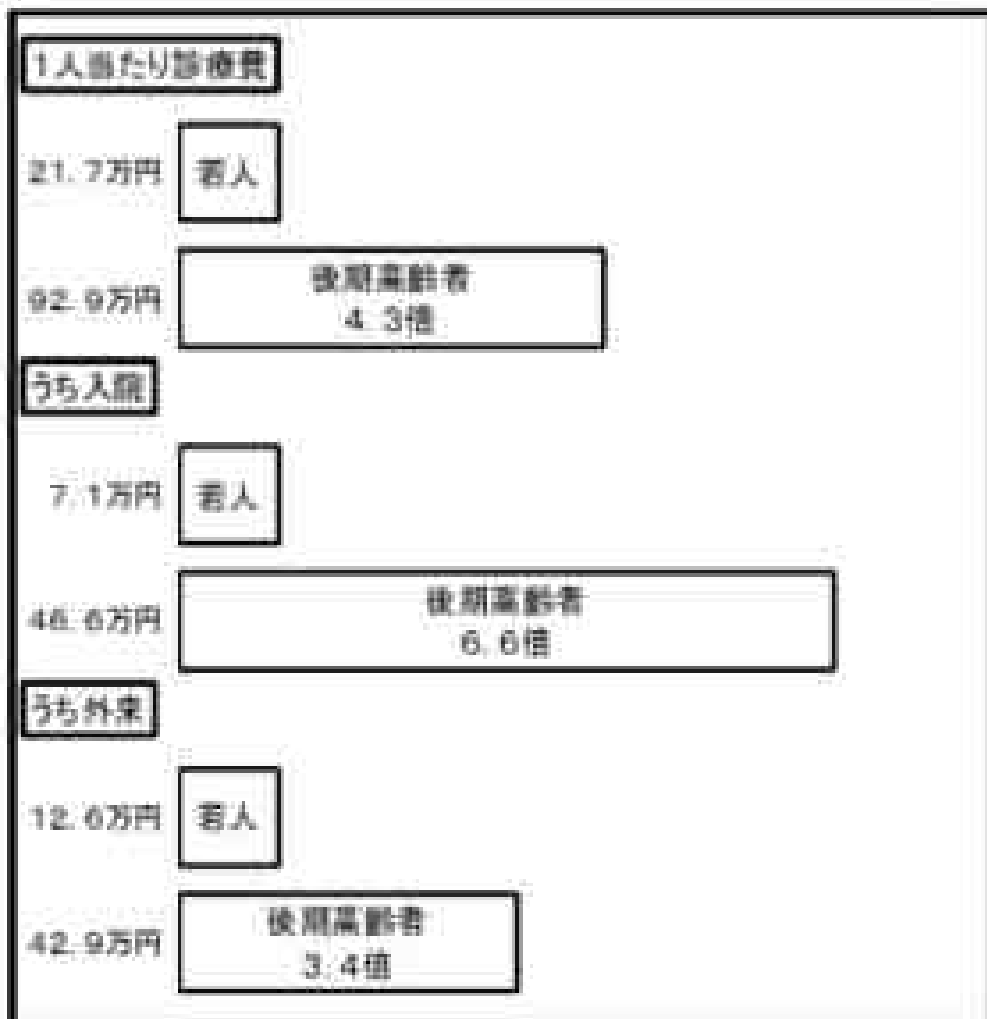 1人当たり診療費
21.7万円 若人
92.9万円 後期高齢者
4.3倍
うち入院
7.1万円 若人
46.6万円 後期高齢者
6.6倍
うち外来
12.6万円 若人
42.9万円 後期高齢者
3.4倍